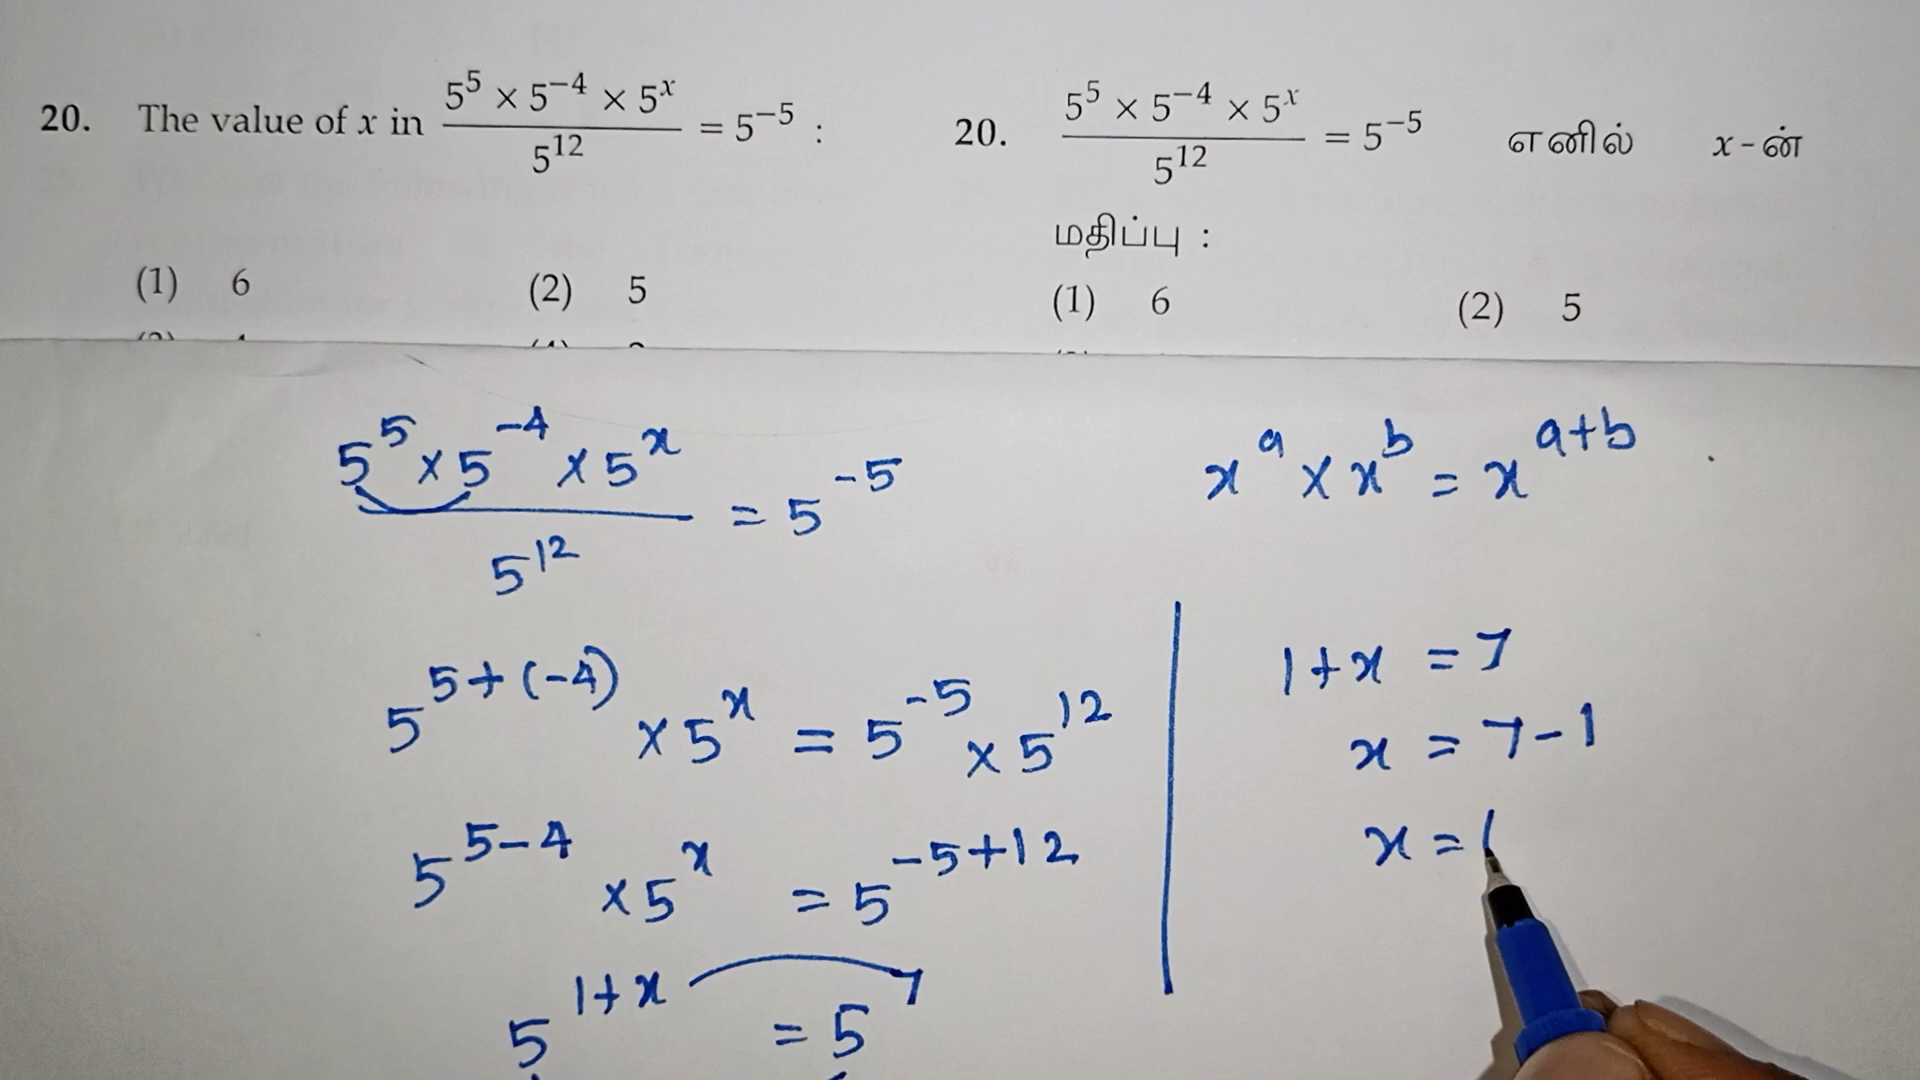 20. The value of x in (5^5 × 5^-4 × 5^x) / 5^12 = 5^-5 :
(1) 6 (2) 5
20. (5^5 × 5^-4 × 5^x) / 5^12 = 5^-5 எனில் x-ன்
மதிப்பு :
(1) 6 (2) 5
(5^5 × 5^-4 × 5^x) / 5^12 = 5^-5
x^a × x^b = x^(a+b)
5^(5+(-4)) × 5^x = 5^-5 × 5^12
5^(5-4) × 5^x = 5^(-5+12)
5^(1+x) = 5^7
1+x = 7
x = 7-1
x =